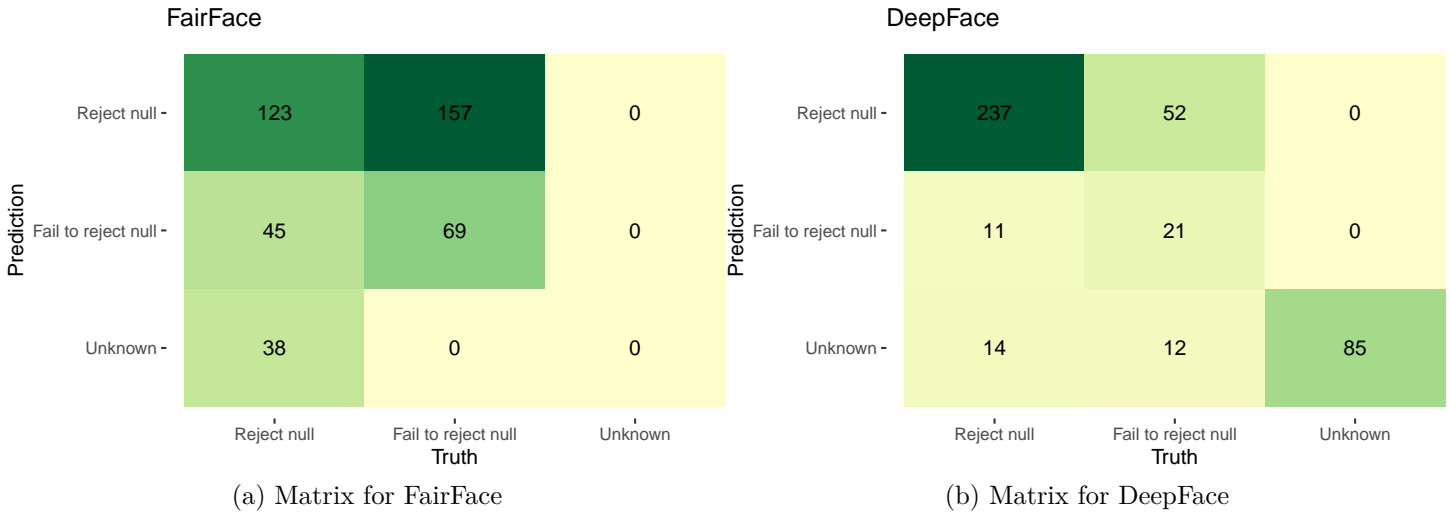 FairFace
Prediction
Reject null
123
157
0
Fail to reject null
45
69
0
Unknown
38
0
0
Reject null
Fail to reject null
Unknown
Truth
(a) Matrix for FairFace
DeepFace
Prediction
Reject null
237
52
0
Fail to reject null
11
21
0
Unknown
14
12
85
Reject null
Fail to reject null
Unknown
Truth
(b) Matrix for DeepFace